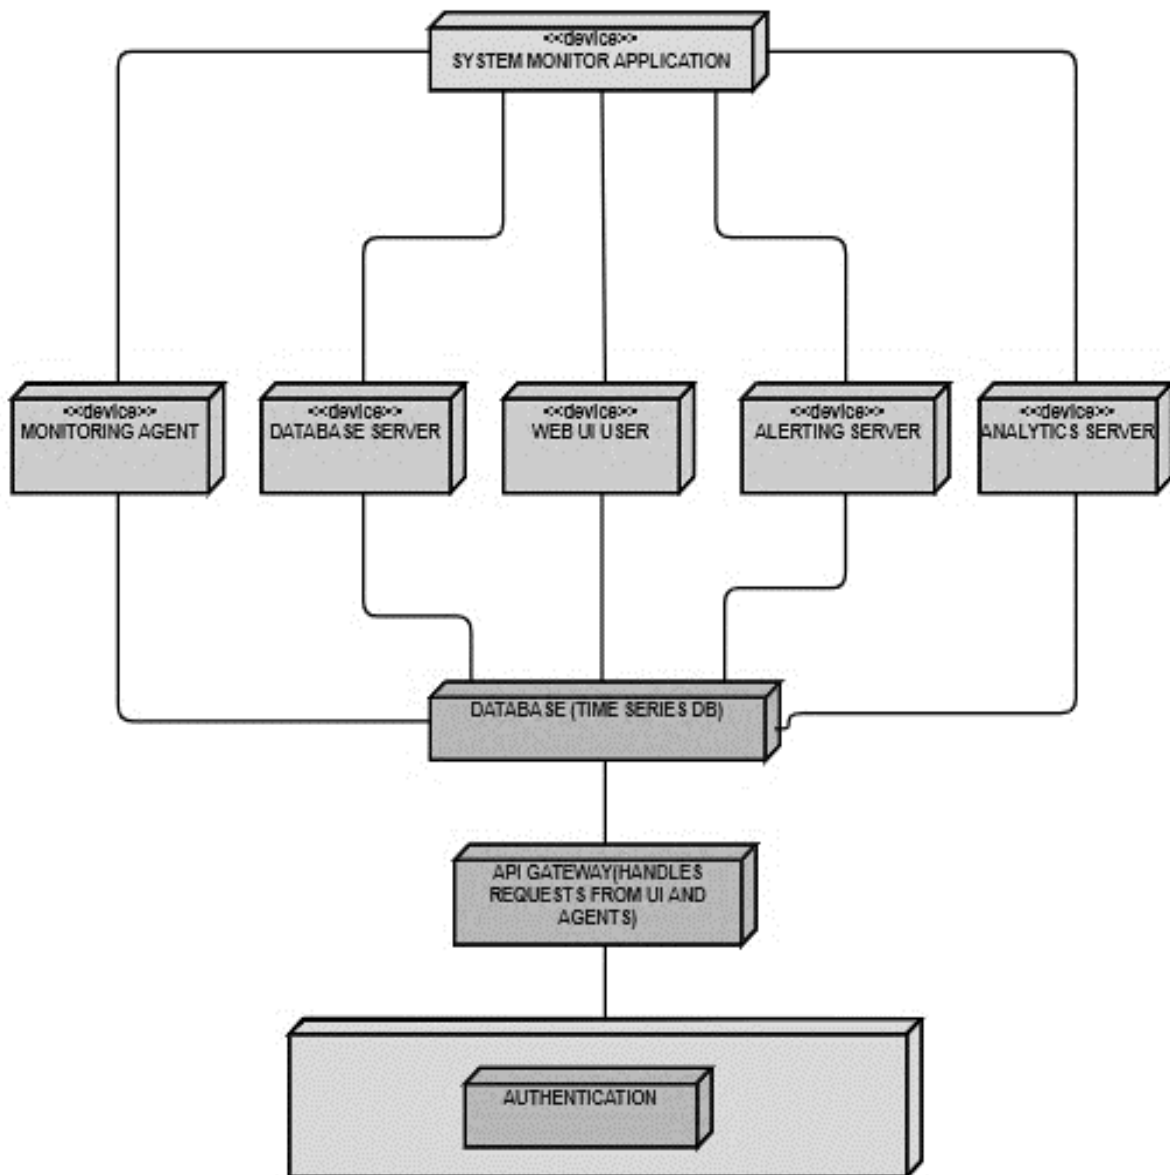 <<device>>
SYSTEM MONITOR APPLICATION
<<device>>
MONITORING AGENT
<<device>>
DATABASE SERVER
<<device>>
WEB UI USER
<<device>>
ALERTING SERVER
<<device>>
ANALYTICS SERVER
DATABASE (TIME SERIES DB)
API GATEWAY(HANDLES
REQUESTS FROM UI AND
AGENTS)
AUTHENTICATION